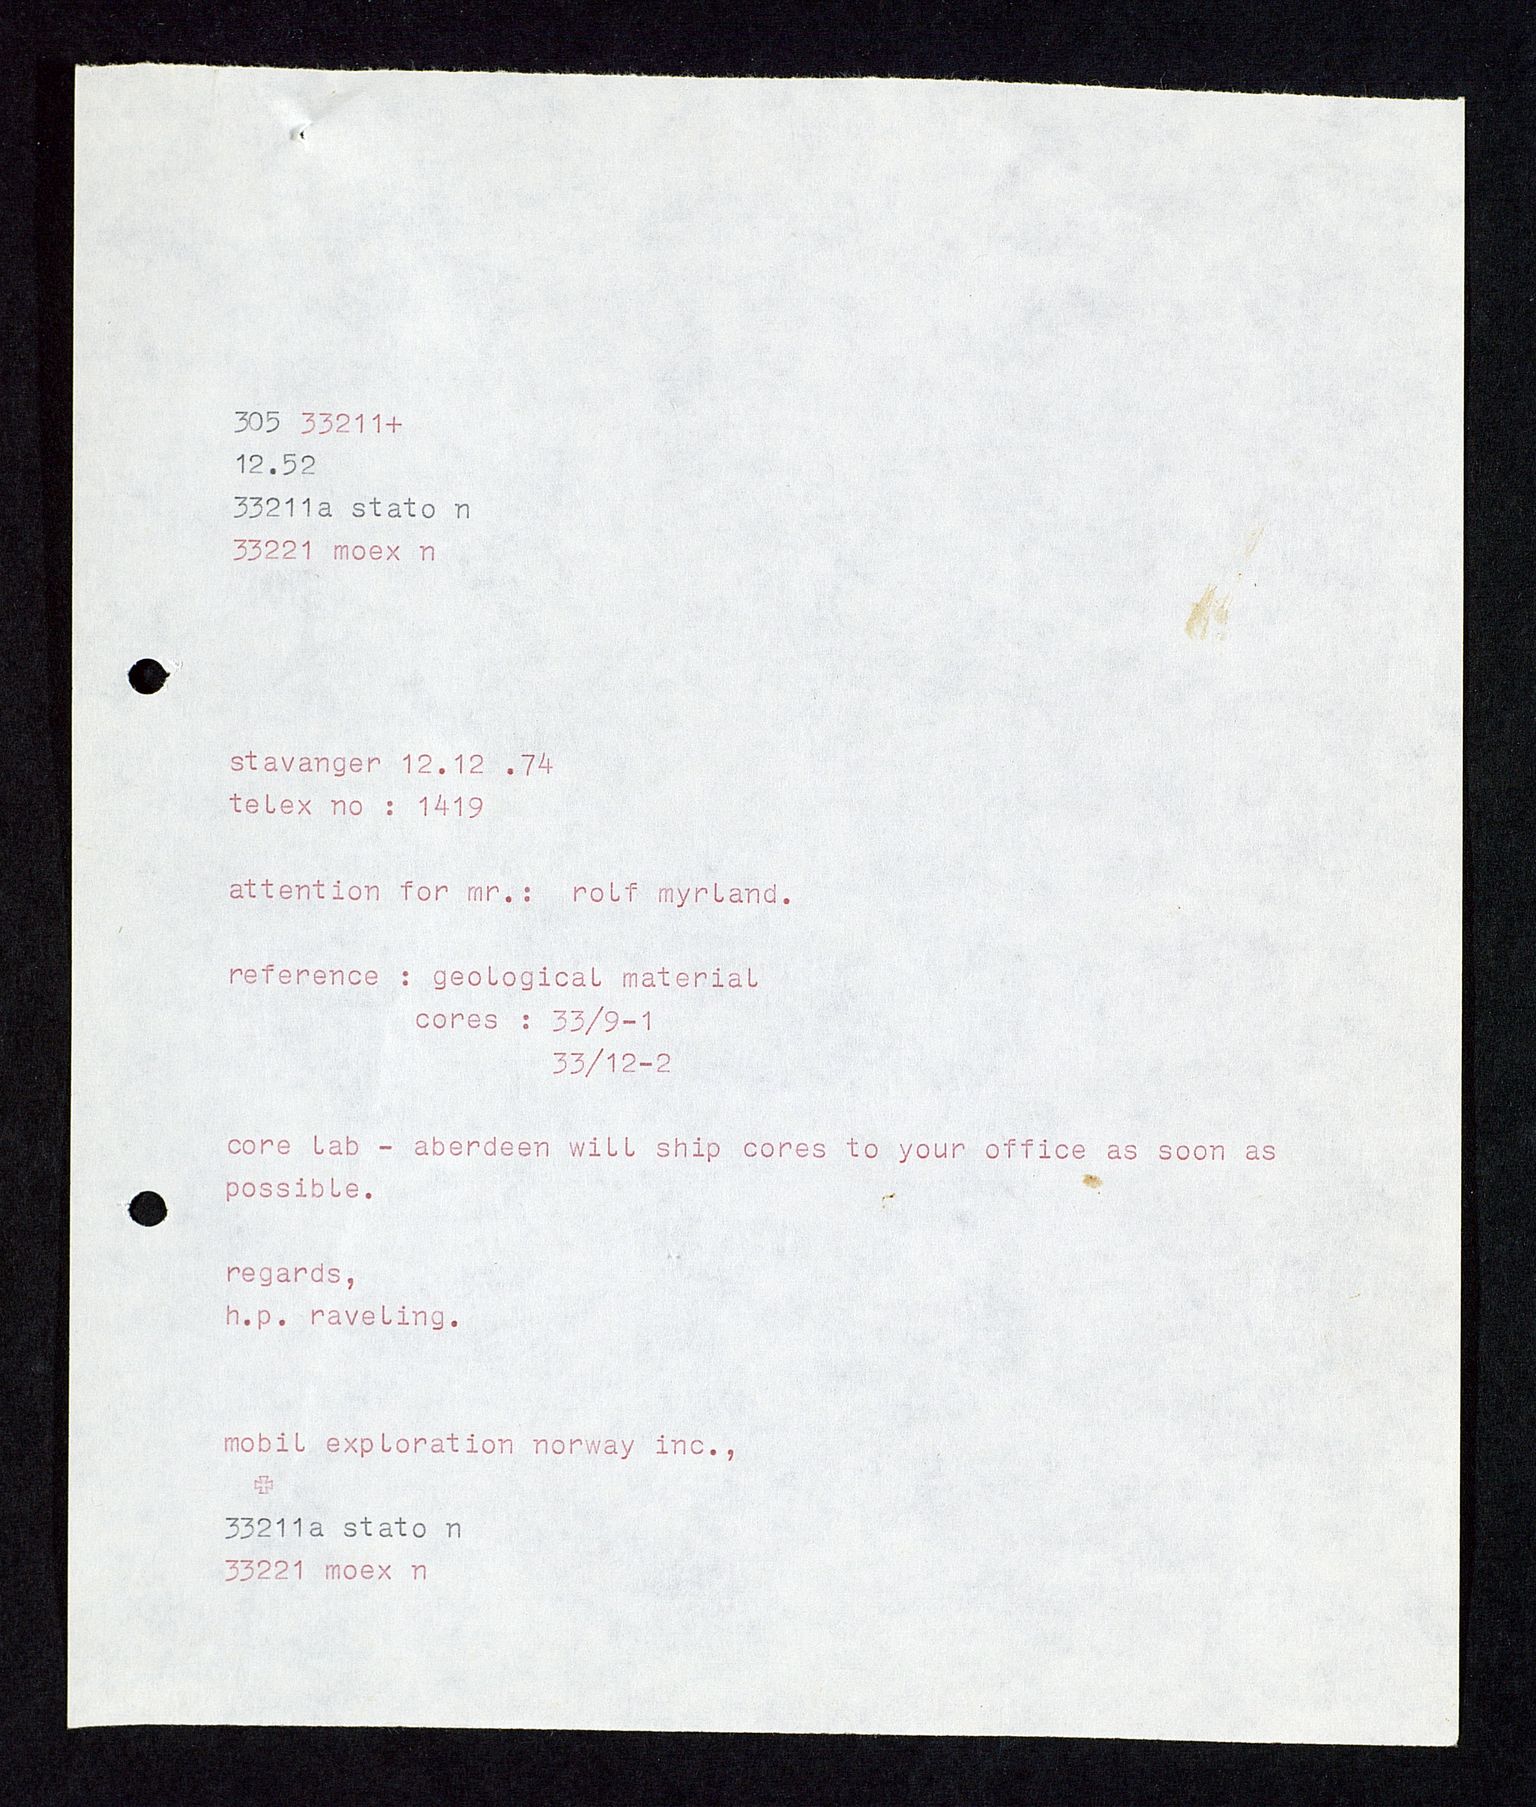 305 33211+
12.52
33211a stato n
33221 moex n
stavanger 12.12 .74
telex no : 1419
attention for mr.: rolf myrland.
reference : geological material
cores : 33/9-1
33/12-2
core lab - aberdeen will ship cores to your office as soon as
possible.
regards,
h.p. raveling.
mobil exploration norway inc.,
✠
33211a stato n
33221 moex n